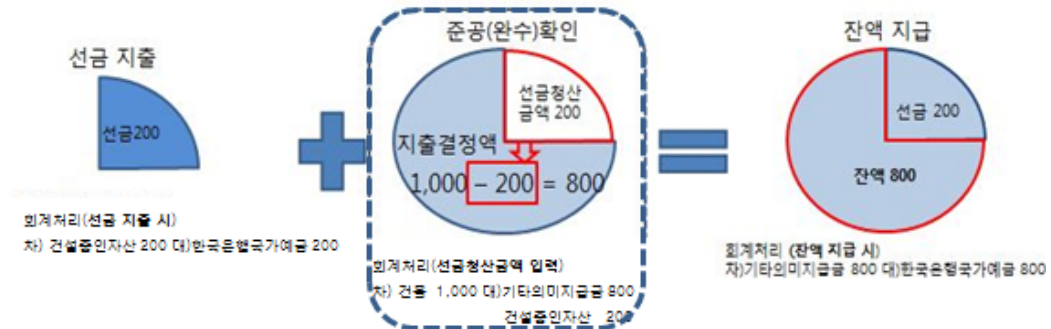 선금 지출
선금200
회계처리(선금 지출 시)
차) 건설중인자산 200 대)한국은행국가예금 200
준공(완수)확인
선금청산
금액 200
지출결정액
1,000 - 200 = 800
회계처리(선금청산금액 입력)
차) 건물 1,000 대)기타의미지급금 800
건설중인자산 200
잔액 지급
선금 200
잔액 800
회계처리 (잔액 지급 시)
차)기타의미지급금 800 대)한국은행국가예금 800